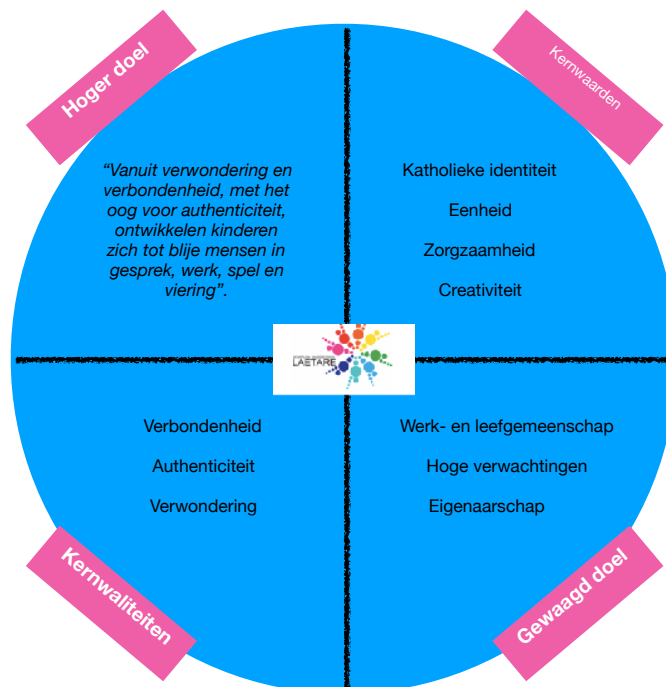 Hoger doel
Kernwaarden
“Vanuit verwondering en
verbondenheid, met het
oog voor authenticiteit,
ontwikkelen kinderen
zich tot blije mensen in
gesprek, werk, spel en
viering”.
Katholieke identiteit
Eenheid
Zorgzaamheid
Creativiteit
LAETARE
Verbondenheid
Authenticiteit
Verwondering
Werk- en leefgemeenschap
Hoge verwachtingen
Eigenaarschap
Kernwaliteiten
Gewaagd doel